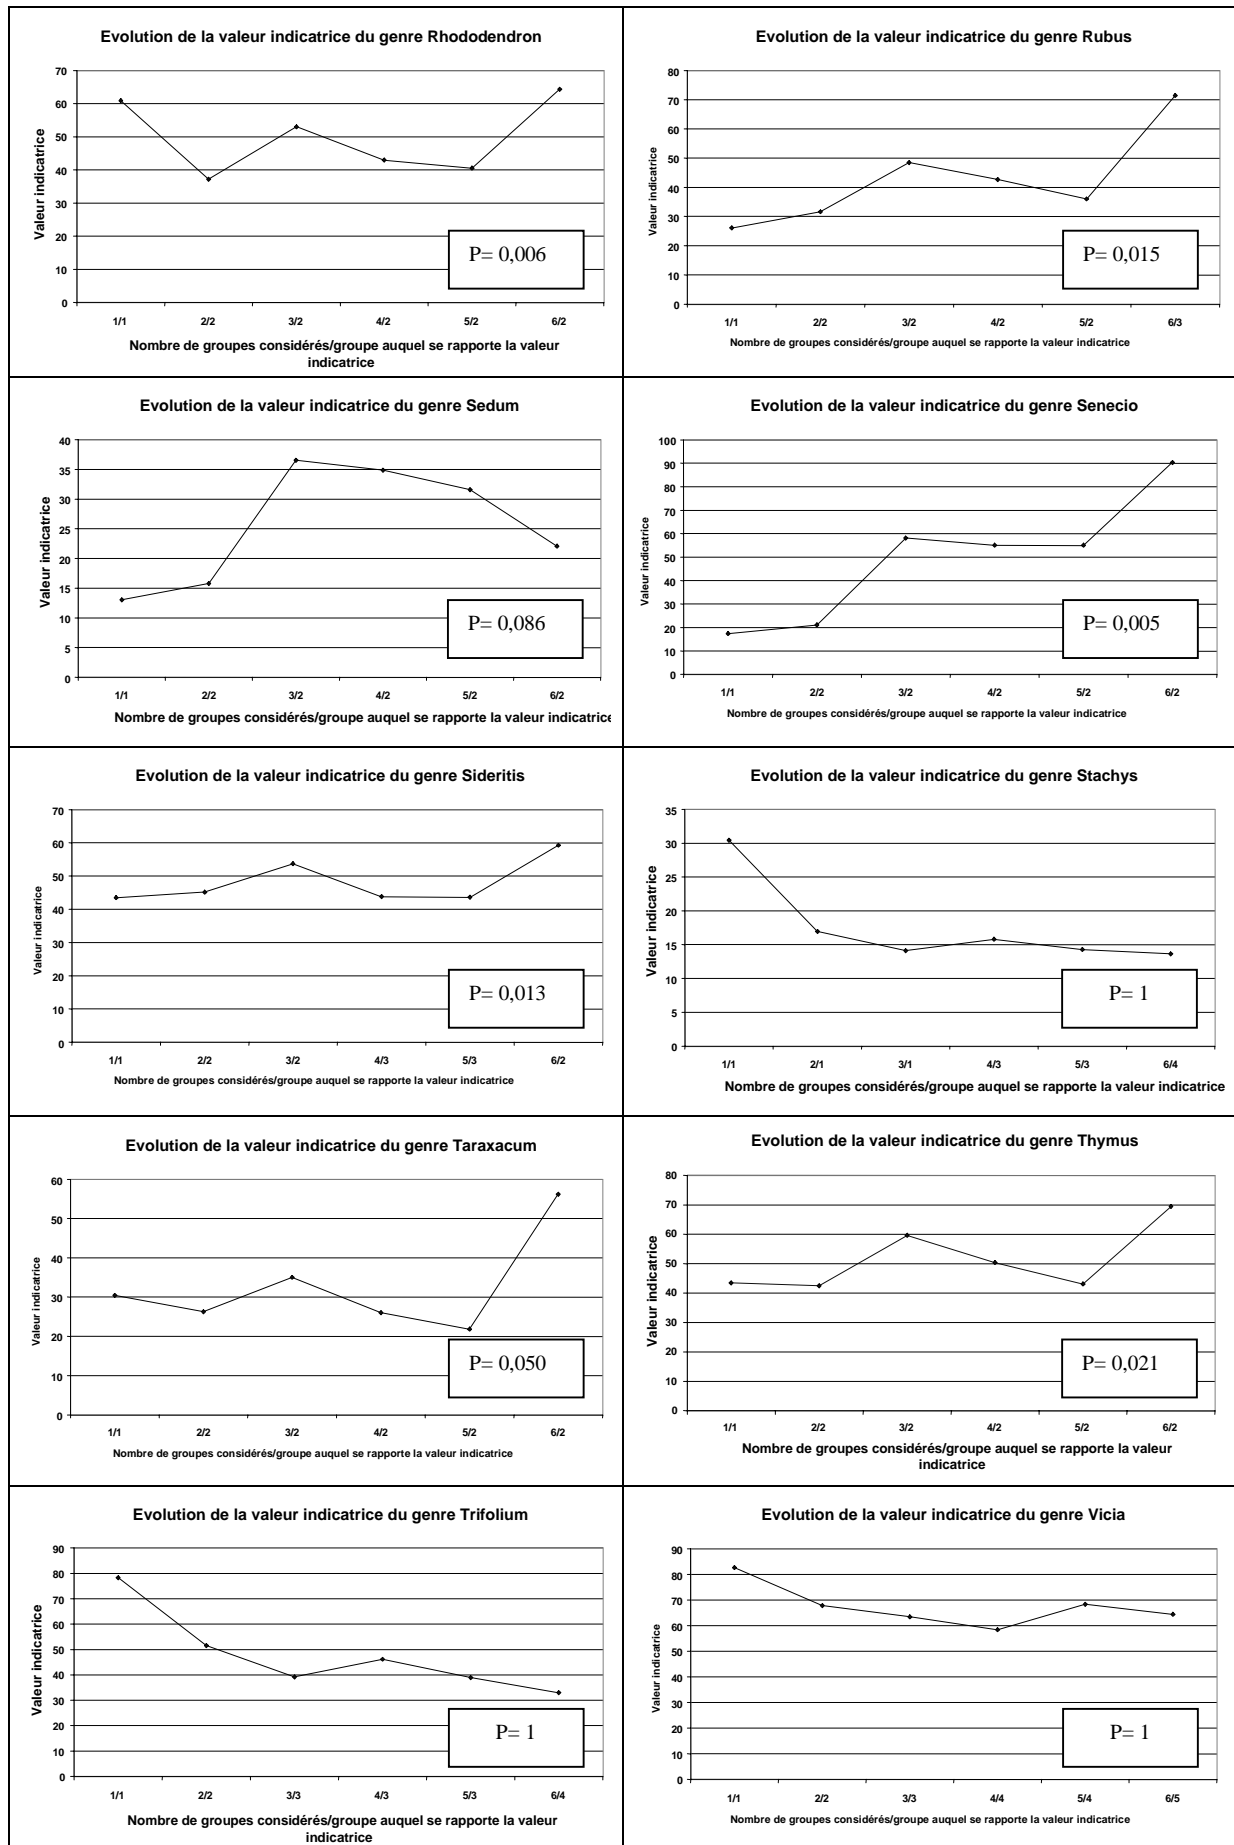 Evolution de la valeur indicatrice du genre Rhododendron
70
60
50
40
30
20
10
0
Valeur indicatrice
P= 0,006
1/1 2/2 3/2 4/2 5/2 6/2
Nombre de groupes considérés/groupe auquel se rapporte la valeur
indicatrice
Evolution de la valeur indicatrice du genre Rubus
80
70
60
50
40
30
20
10
0
Valeur indicatrice
P= 0,015
1/1 2/2 3/2 4/2 5/2 6/3
Nombre de groupes considérés/groupe auquel se rapporte la valeur indicatrice
Evolution de la valeur indicatrice du genre Sedum
40
35
30
25
20
15
10
5
0
Valeur indicatrice
P= 0,086
1/1 2/2 3/2 4/2 5/2 6/2
Nombre de groupes considérés/groupe auquel se rapporte la valeur indicatrice
Evolution de la valeur indicatrice du genre Senecio
100
90
80
70
60
50
40
30
20
10
0
Valeur indicatrice
P= 0,005
1/1 2/2 3/2 4/2 5/2 6/2
Nombre de groupes considérés/groupe auquel se rapporte la valeur indicatrice
Evolution de la valeur indicatrice du genre Sideritis
70
60
50
40
30
20
10
0
Valeur indicatrice
P= 0,013
1/1 2/2 3/2 4/3 5/3 6/2
Nombre de groupes considérés/groupe auquel se rapporte la valeur indicatrice
Evolution de la valeur indicatrice du genre Stachys
35
30
25
20
15
10
5
0
Valeur indicatrice
P= 1
1/1 2/1 3/1 4/3 5/3 6/4
Nombre de groupes considérés/groupe auquel se rapporte la valeur indicatrice
Evolution de la valeur indicatrice du genre Taraxacum
60
50
40
30
20
10
0
Valeur indicatrice
P= 0,050
1/1 2/2 3/2 4/2 5/2 6/2
Nombre de groupes considérés/groupe auquel se rapporte la valeur indicatrice
Evolution de la valeur indicatrice du genre Thymus
80
70
60
50
40
30
20
10
0
Valeur indicatrice
P= 0,021
1/1 2/2 3/2 4/2 5/2 6/2
Nombre de groupes considérés/groupe auquel se rapporte la valeur
indicatrice
Evolution de la valeur indicatrice du genre Trifolium
90
80
70
60
50
40
30
20
10
0
Valeur indicatrice
P= 1
1/1 2/2 3/3 4/3 5/3 6/4
Nombre de groupes considérés/groupe auquel se rapporte la valeur
indicatrice
Evolution de la valeur indicatrice du genre Vicia
90
80
70
60
50
40
30
20
10
0
Valeur indicatrice
P= 1
1/1 2/2 3/3 4/4 5/4 6/5
Nombre de groupes considérés/groupe auquel se rapporte la valeur indicatrice